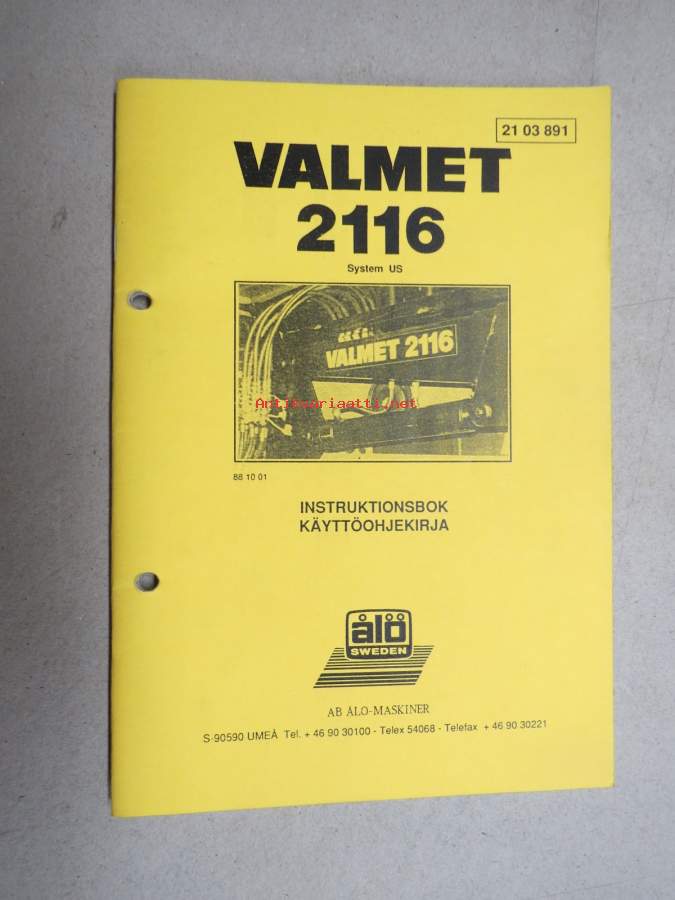 21 03 891
VALMET
2116
System US
VALMET 2116
Antikvariaatti.net
88 10 01
INSTRUKTIONSBOK
KÄYTTÖOHJEKIRJA
ålö
SWEDEN
AB ÅLÖ-MASKINER
S-90590 UMEÅ Tel. + 46 90 30100 - Telex 54068 - Telefax + 46 90 30221